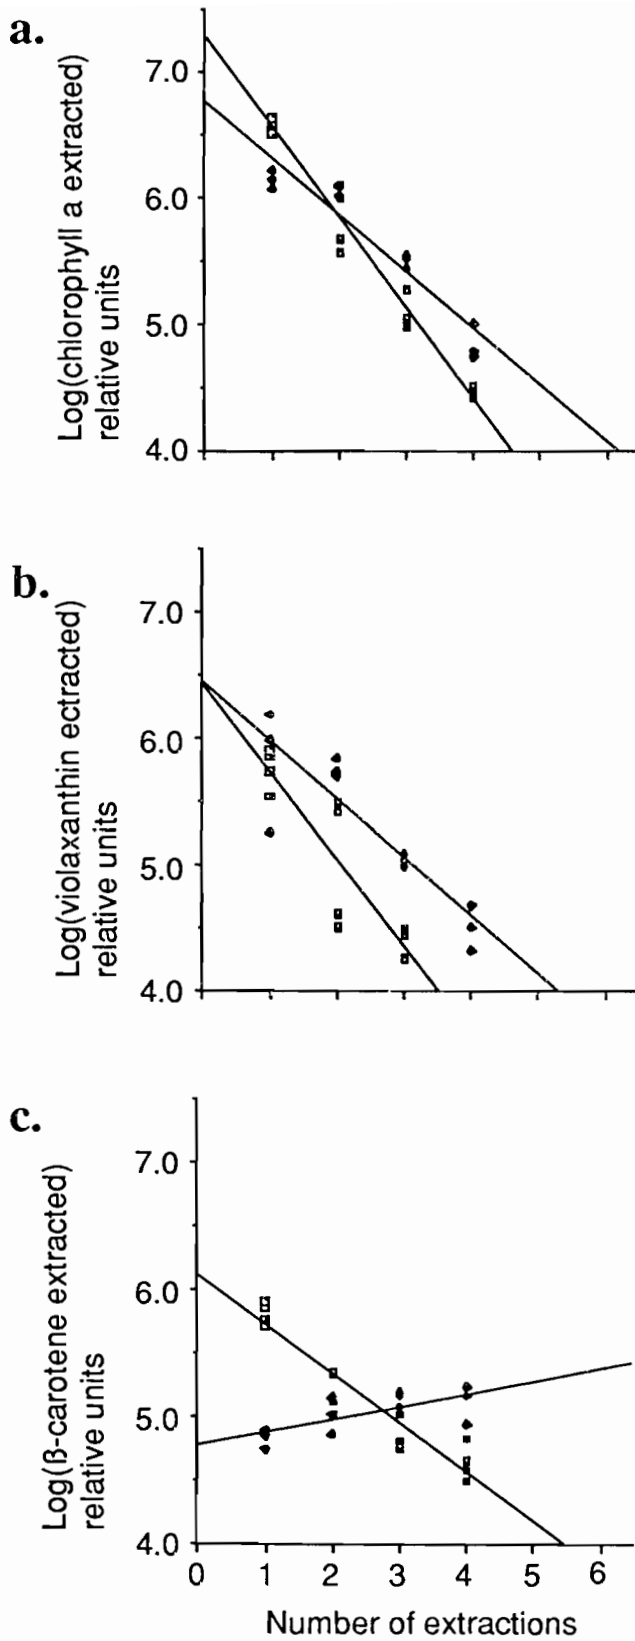 a.
Log(chlorophyll a extracted)
relative units
7.0
6.0
5.0
4.0
b.
Log(violaxanthin ectracted)
relative units
7.0
6.0
5.0
4.0
c.
Log(ß-carotene extracted)
relative units
7.0
6.0
5.0
4.0
0 1 2 3 4 5 6
Number of extractions